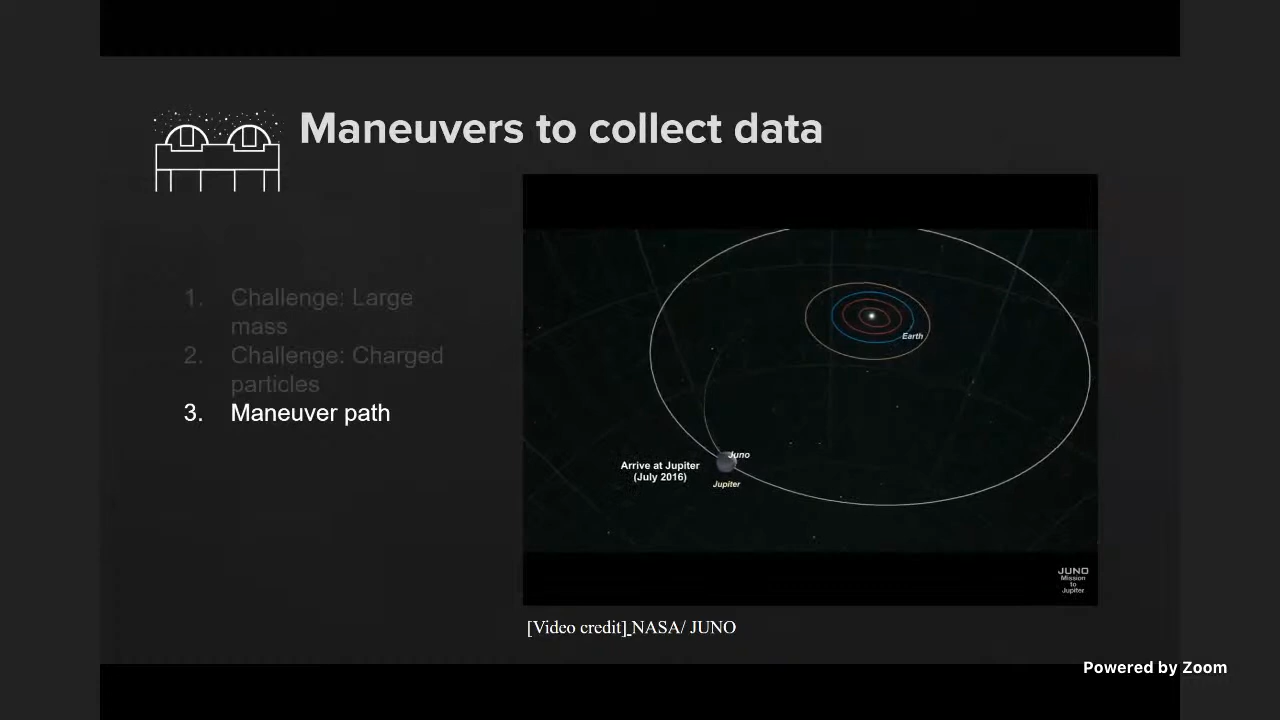 Maneuvers to collect data
1. Challenge: Large
mass
2. Challenge: Charged
particles
3. Maneuver path
Earth
Juno
Arrive at Jupiter
(July 2016)
Jupiter
JUNO
Mission
to
Jupiter
[Video credit] NASA/ JUNO
Powered by Zoom